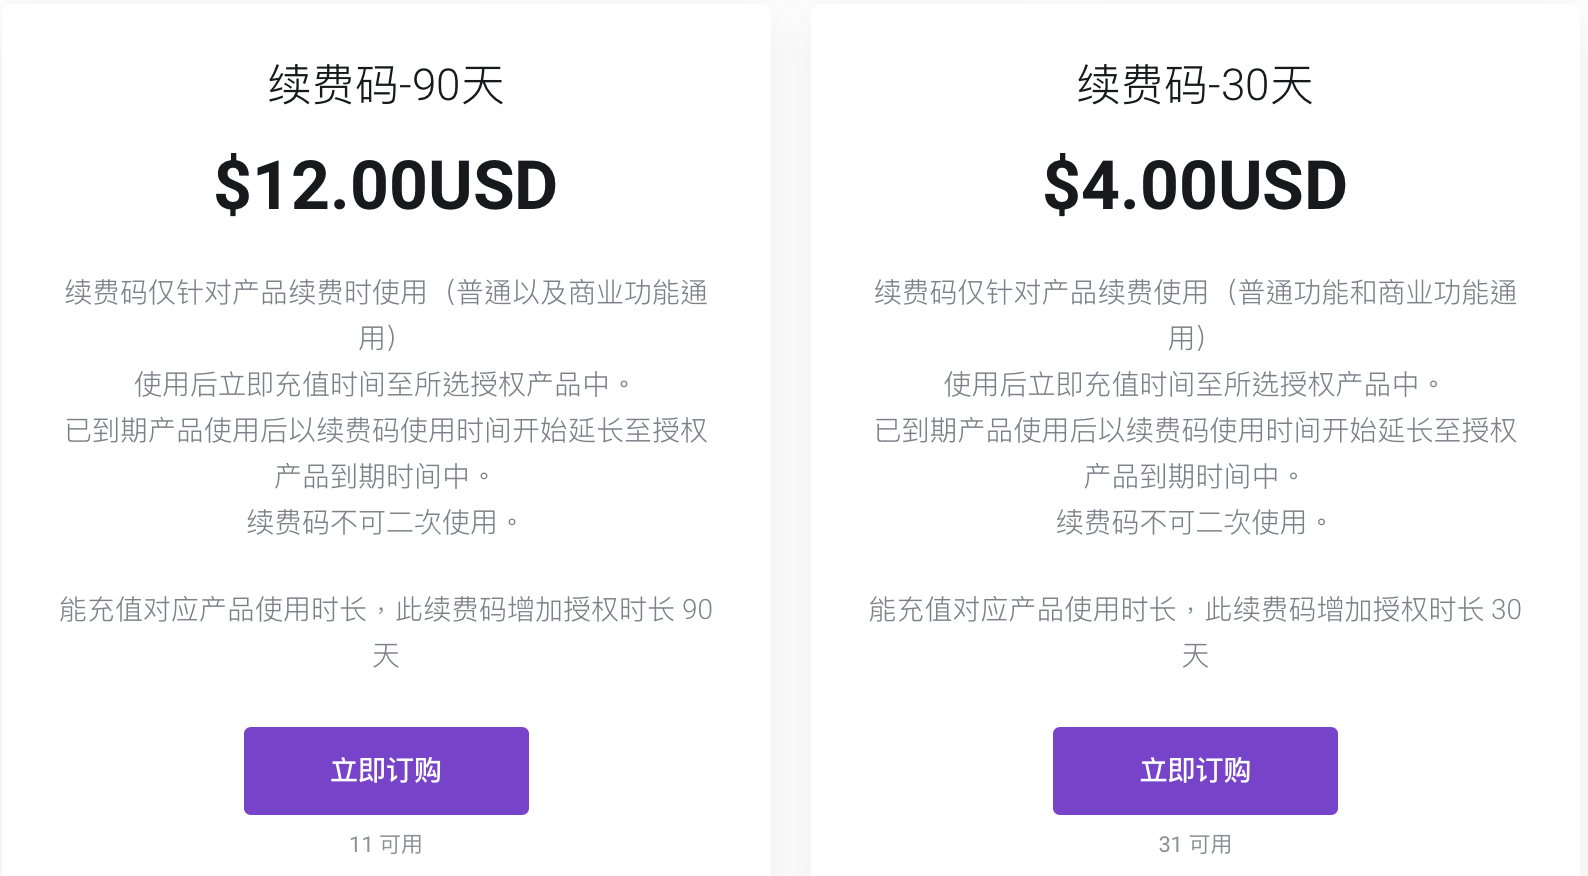 续费码-90天
$12.00USD
续费码仅针对产品续费时使用（普通以及商业功能通
用）
使用后立即充值时间至所选授权产品中。
已到期产品使用后以续费码使用时间开始延长至授权
产品到期时间中。
续费码不可二次使用。
能充值对应产品使用时长，此续费码增加授权时长 90
天
立即订购
11 可用
续费码-30天
$4.00USD
续费码仅针对产品续费使用（普通功能和商业功能通
用）
使用后立即充值时间至所选授权产品中。
已到期产品使用后以续费码使用时间开始延长至授权
产品到期时间中。
续费码不可二次使用。
能充值对应产品使用时长，此续费码增加授权时长 30
天
立即订购
31 可用